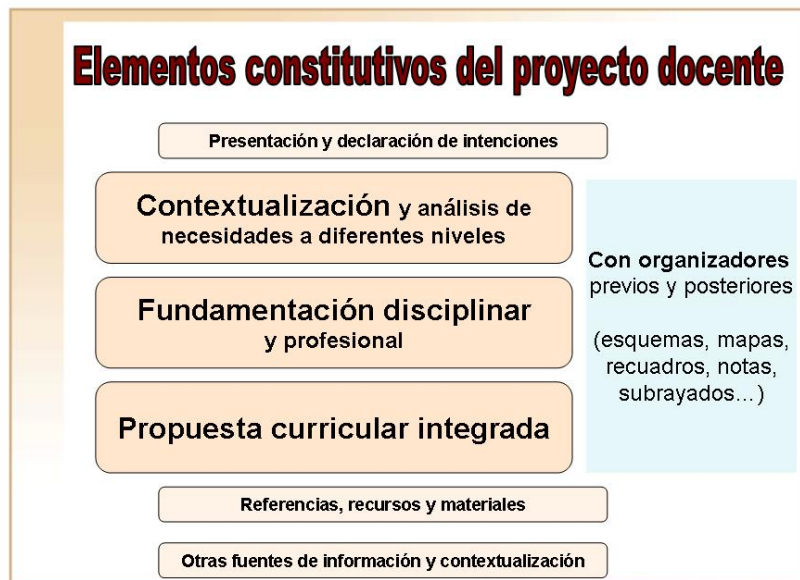 Elementos constitutivos del proyecto docente
Presentación y declaración de intenciones
Contextualización y análisis de
necesidades a diferentes niveles
Fundamentación disciplinar
y profesional
Propuesta curricular integrada
Con organizadores
previos y posteriores
(esquemas, mapas,
recuadros, notas,
subrayados…)
Referencias, recursos y materiales
Otras fuentes de información y contextualización